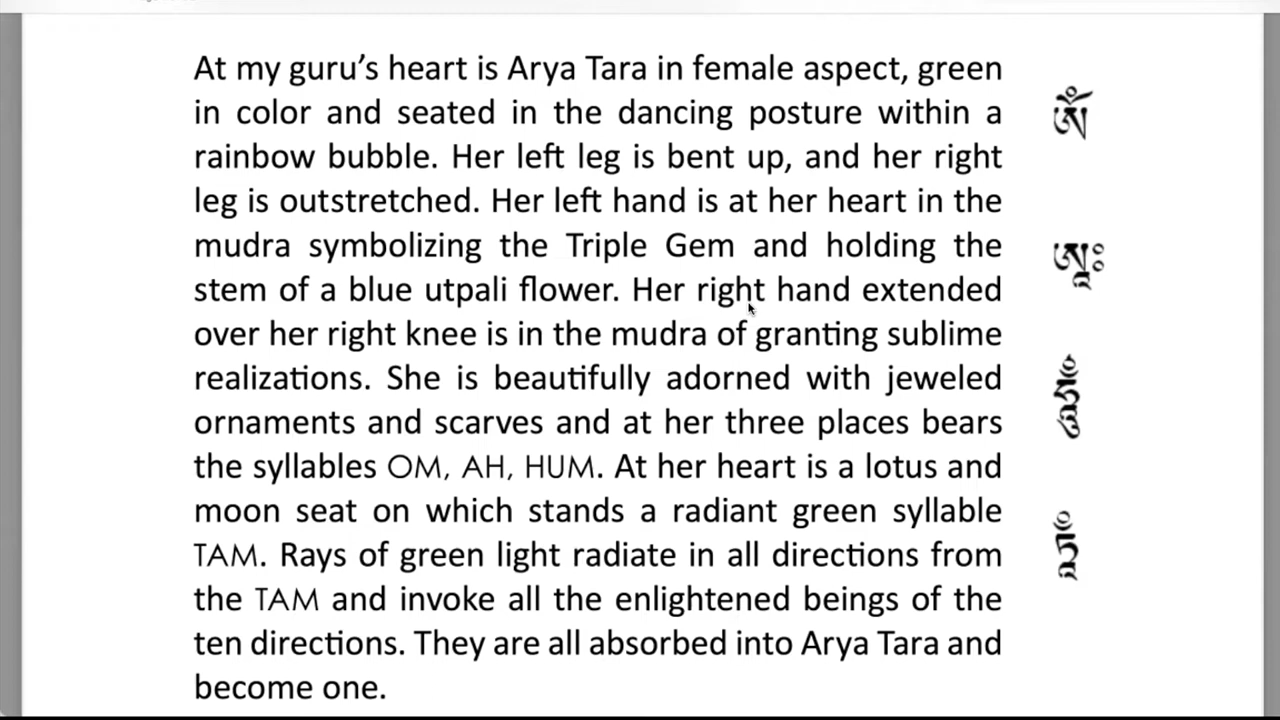 At my guru’s heart is Arya Tara in female aspect, green
in color and seated in the dancing posture within a
rainbow bubble. Her left leg is bent up, and her right
leg is outstretched. Her left hand is at her heart in the
mudra symbolizing the Triple Gem and holding the
stem of a blue utpali flower. Her right hand extended
over her right knee is in the mudra of granting sublime
realizations. She is beautifully adorned with jeweled
ornaments and scarves and at her three places bears
the syllables OM, AH, HUM. At her heart is a lotus and
moon seat on which stands a radiant green syllable
TAM. Rays of green light radiate in all directions from
the TAM and invoke all the enlightened beings of the
ten directions. They are all absorbed into Arya Tara and
become one.
ༀ
ཨཱཿ